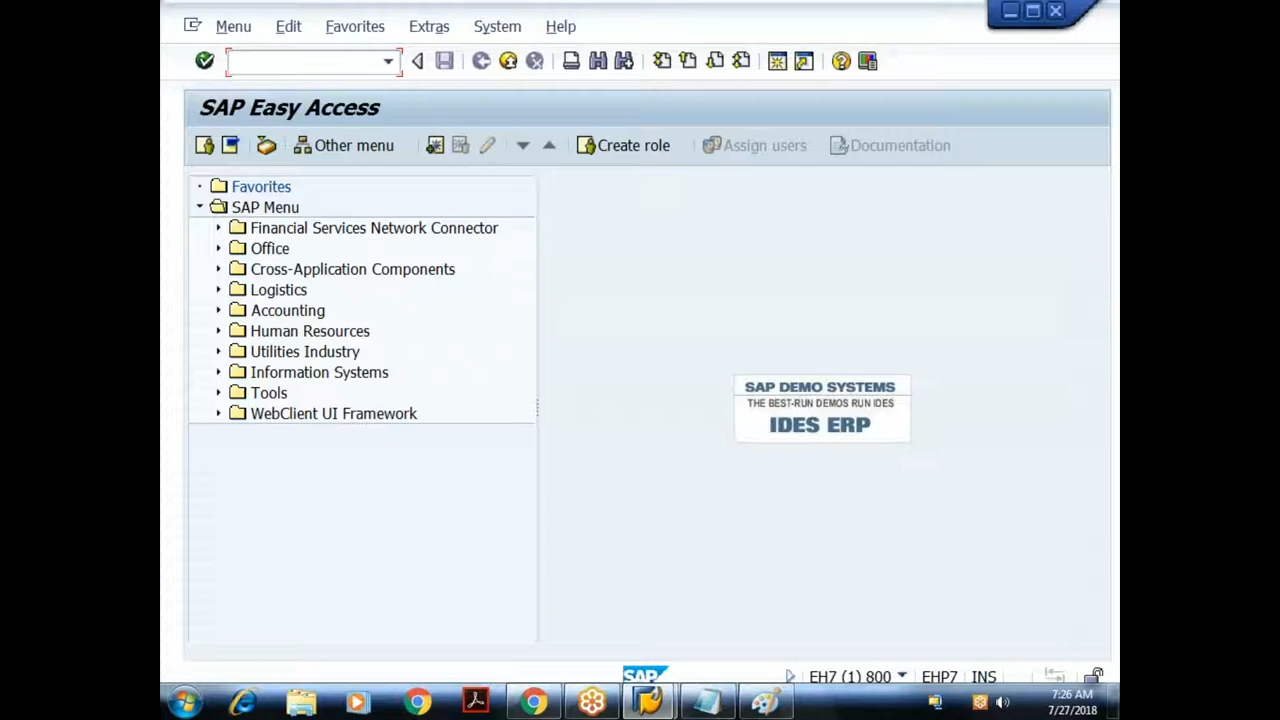 Menu Edit Favorites Extras System Help
SAP Easy Access
Other menu Create role Assign users Documentation
Favorites
SAP Menu
Financial Services Network Connector
Office
Cross-Application Components
Logistics
Accounting
Human Resources
Utilities Industry
Information Systems
Tools
WebClient UI Framework
SAP DEMO SYSTEMS
THE BEST-RUN DEMOS RUN IDES
IDES ERP
SAP EH7 (1) 800 EHP7 INS
7:26 AM
7/27/2018